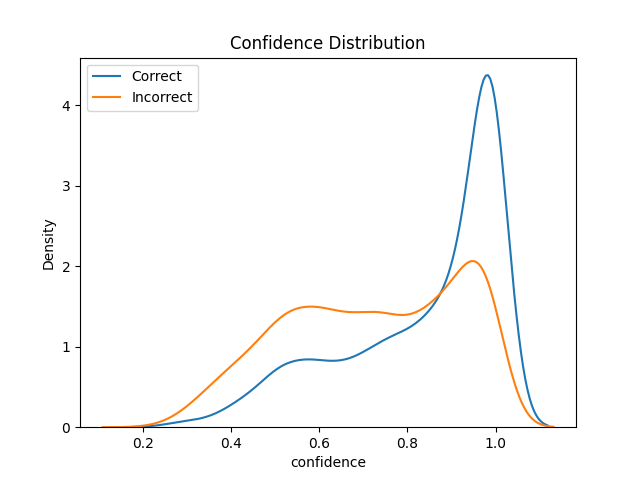 Confidence Distribution
Correct
Incorrect
Density
4
3
2
1
0
0.2 0.4 0.6 0.8 1.0
confidence